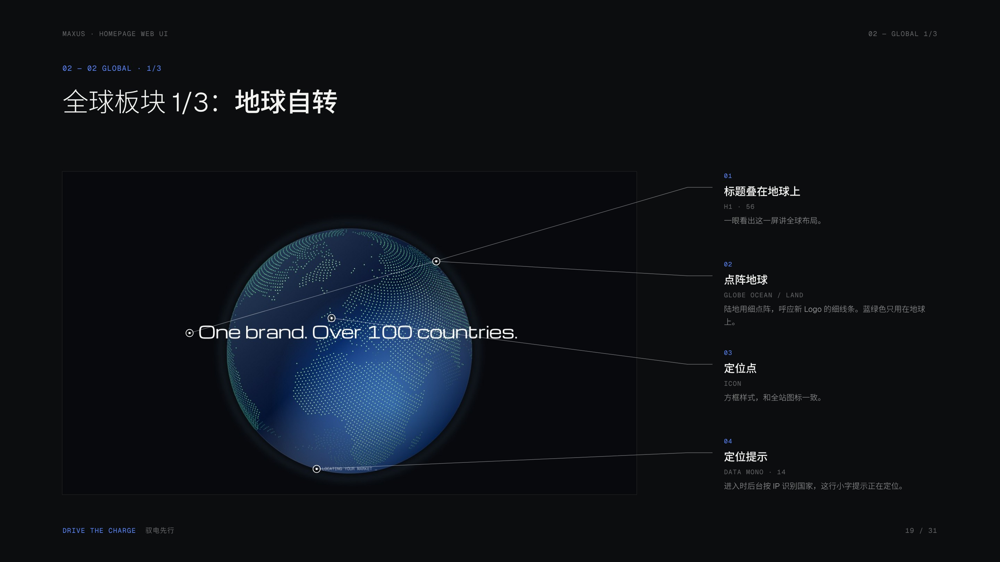 MAXUS · HOMEPAGE WEB UI
02 — GLOBAL 1/3
02 — 02 GLOBAL · 1/3
全球板块 1/3：地球自转
One brand. Over 100 countries.
LOCATING YOUR MARKET …
01
标题叠在地球上
H1 · 56
一眼看出这一屏讲全球布局。
02
点阵地球
GLOBE OCEAN / LAND
陆地用细点阵，呼应新 Logo 的细线条。蓝绿色只用在地球
上。
03
定位点
ICON
方框样式，和全站图标一致。
04
定位提示
DATA MONO · 14
进入时后台按 IP 识别国家，这行小字提示正在定位。
DRIVE THE CHARGE 驭电先行
19 / 31